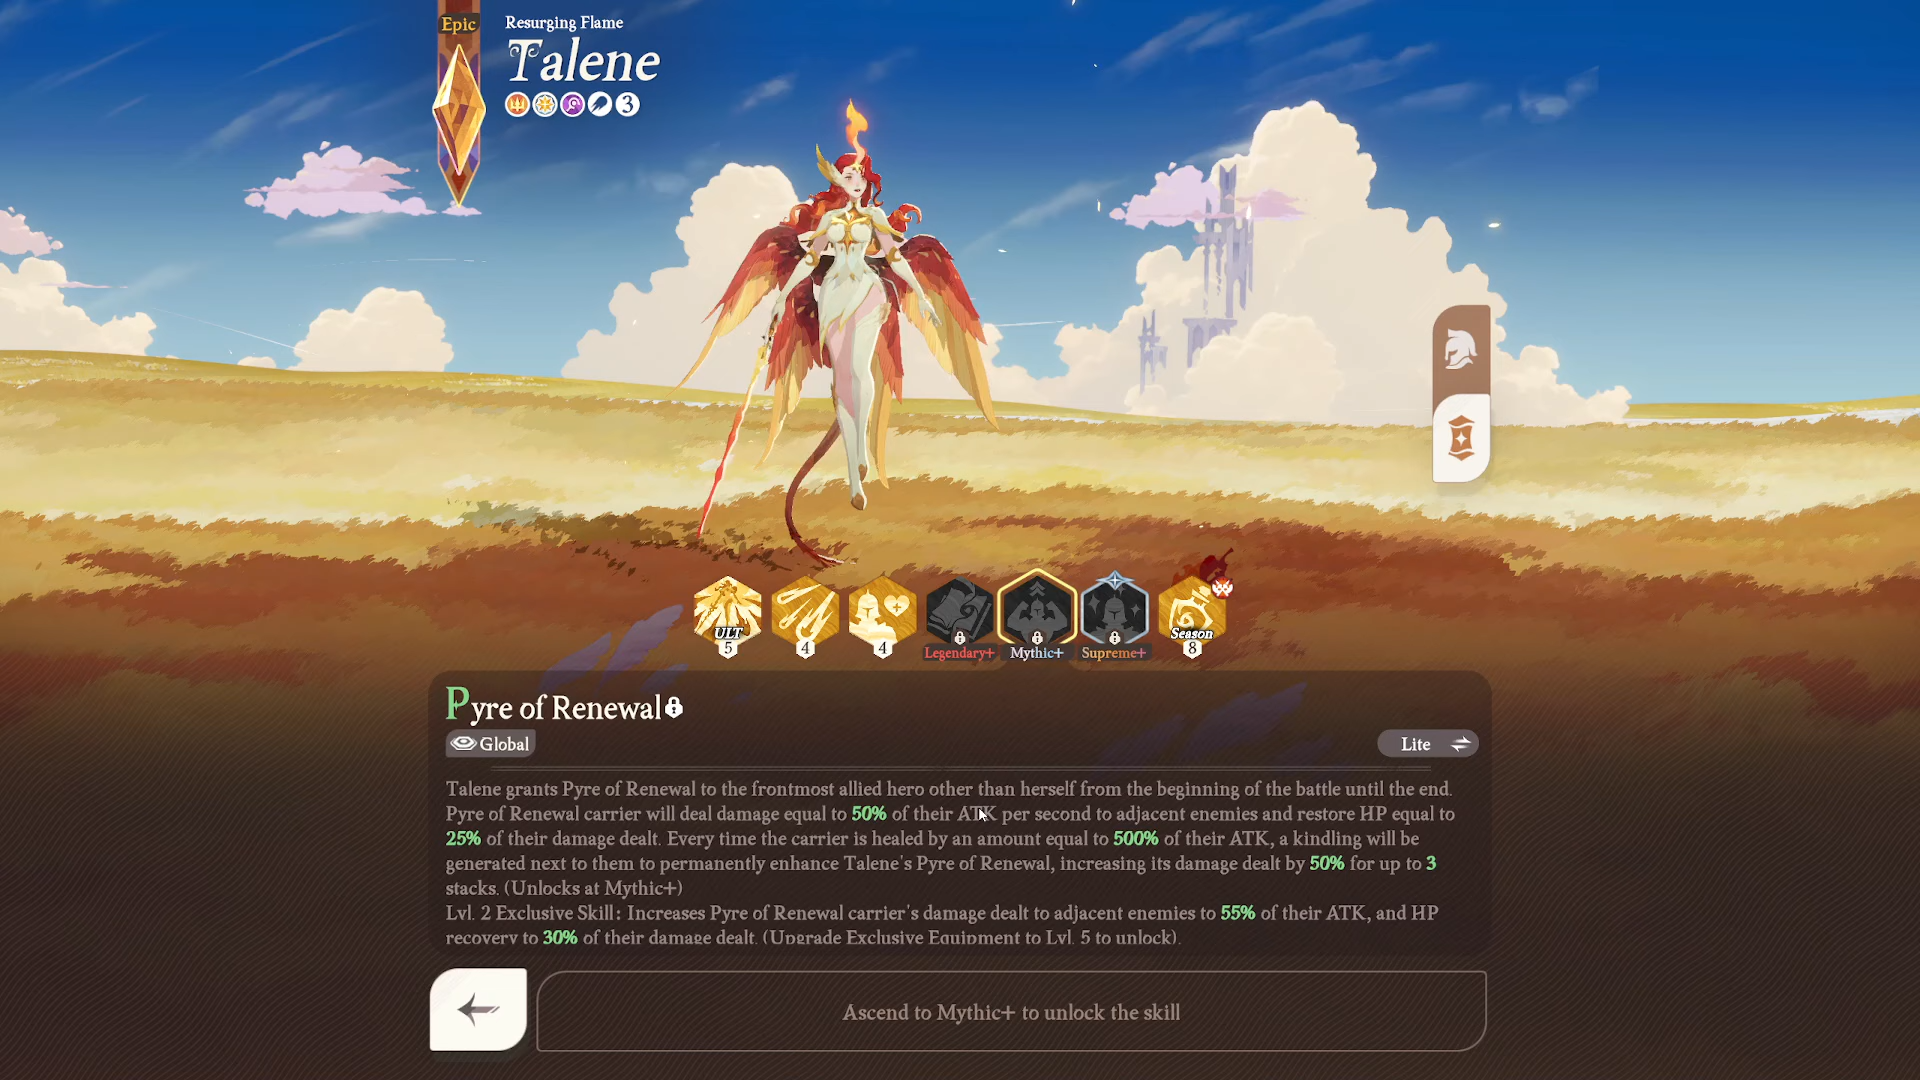 Epic
Resurging Flame
Talene
3
ULT
5
4
4
Legendary+
Mythic+
Supreme+
Season
8
Pyre of Renewal
Global
Lite
Talene grants Pyre of Renewal to the frontmost allied hero other than herself from the beginning of the battle until the end.
Pyre of Renewal carrier will deal damage equal to 50% of their ATK per second to adjacent enemies and restore HP equal to
25% of their damage dealt. Every time the carrier is healed by an amount equal to 500% of their ATK, a kindling will be
generated next to them to permanently enhance Talene's Pyre of Renewal, increasing its damage dealt by 50% for up to 3
stacks. (Unlocks at Mythic+)
Lvl. 2 Exclusive Skill: Increases Pyre of Renewal carrier's damage dealt to adjacent enemies to 55% of their ATK, and HP
recovery to 30% of their damage dealt. (Upgrade Exclusive Equipment to Lvl. 5 to unlock).
Ascend to Mythic+ to unlock the skill